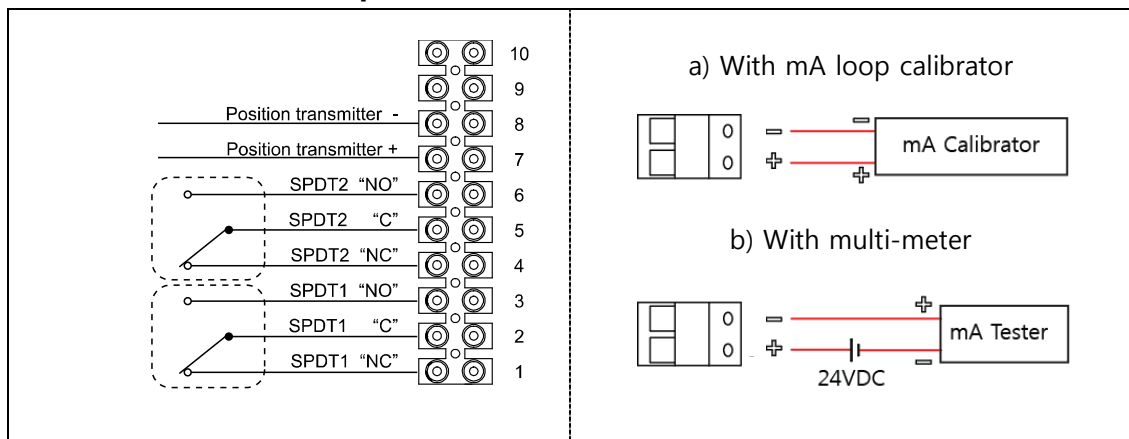 10
9
Position transmitter - 8
Position transmitter + 7
SPDT2 “NO” 6
SPDT2 “C” 5
SPDT2 “NC” 4
SPDT1 “NO” 3
SPDT1 “C” 2
SPDT1 “NC” 1
a) With mA loop calibrator
− −
mA Calibrator
+ +
b) With multi-meter
− +
mA Tester
+ −
24VDC